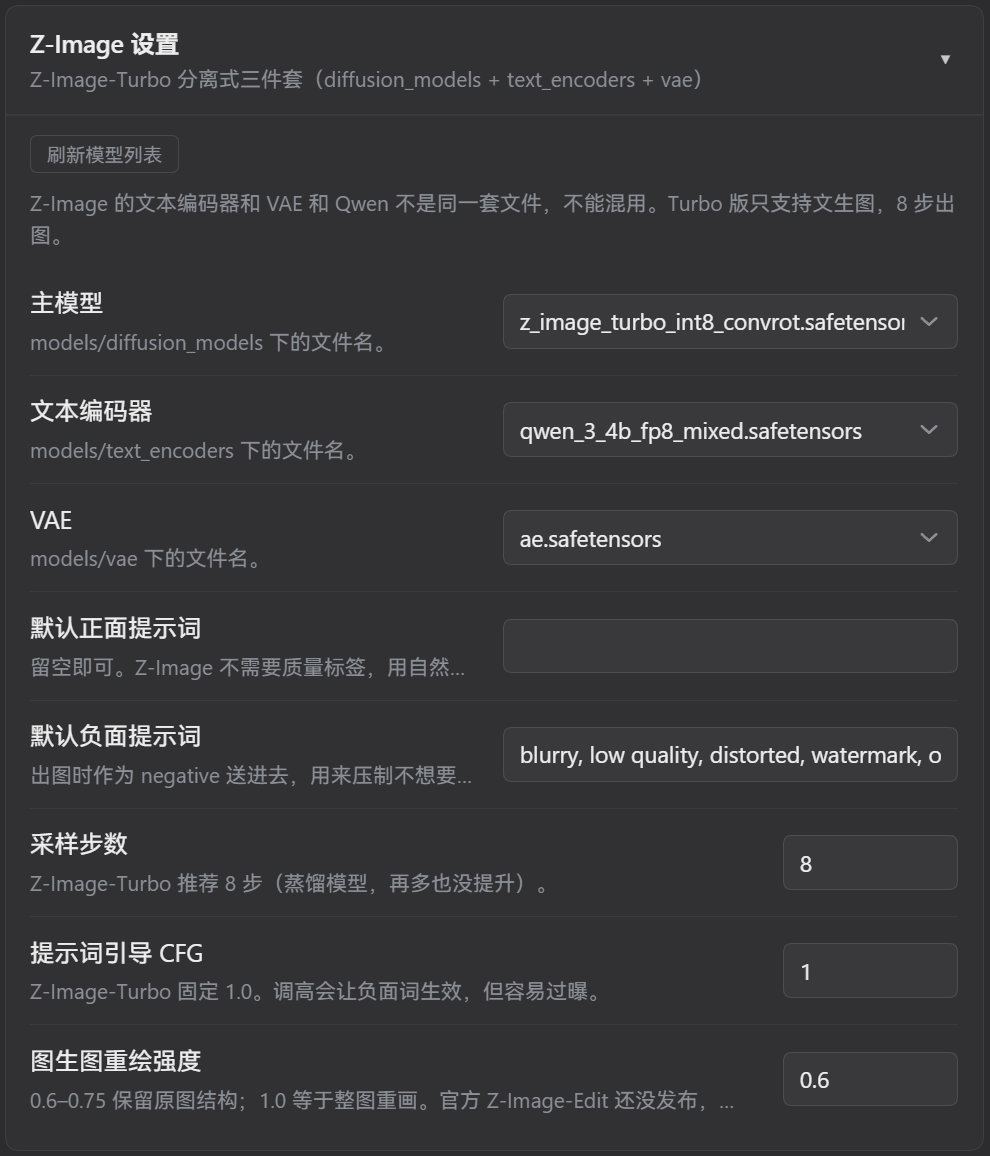 Z-Image 设置
Z-Image-Turbo 分离式三件套（diffusion_models + text_encoders + vae）
▼
刷新模型列表
Z-Image 的文本编码器和 VAE 和 Qwen 不是同一套文件，不能混用。Turbo 版只支持文生图，8 步出
图。
主模型
models/diffusion_models 下的文件名。
z_image_turbo_int8_convrot.safetensor
文本编码器
models/text_encoders 下的文件名。
qwen_3_4b_fp8_mixed.safetensors
VAE
models/vae 下的文件名。
ae.safetensors
默认正面提示词
留空即可。Z-Image 不需要质量标签，用自然...
默认负面提示词
出图时作为 negative 送进去，用来压制不想要...
blurry, low quality, distorted, watermark, o
采样步数
Z-Image-Turbo 推荐 8 步（蒸馏模型，再多也没提升）。
8
提示词引导 CFG
Z-Image-Turbo 固定 1.0。调高会让负面词生效，但容易过曝。
1
图生图重绘强度
0.6–0.75 保留原图结构；1.0 等于整图重画。官方 Z-Image-Edit 还没发布，...
0.6